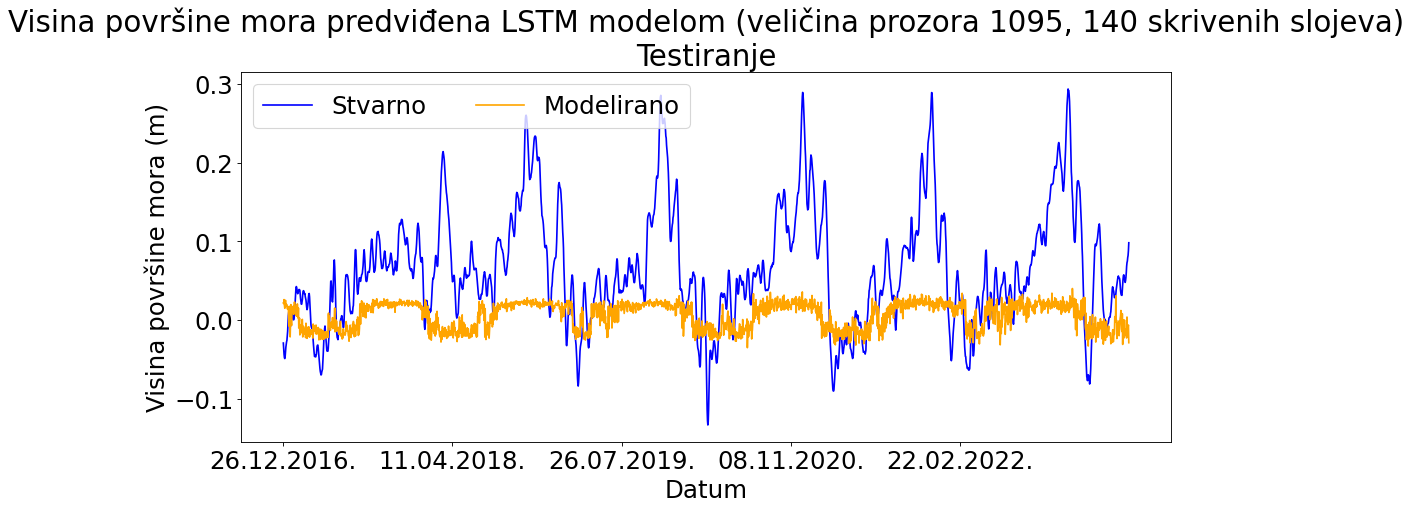 Visina površine mora predviđena LSTM modelom (veličina prozora 1095, 140 skrivenih slojeva)
Testiranje
Stvarno
Modelirano
Visina površine mora (m)
0.3
0.2
0.1
0.0
−0.1
26.12.2016.
11.04.2018.
26.07.2019.
08.11.2020.
22.02.2022.
Datum